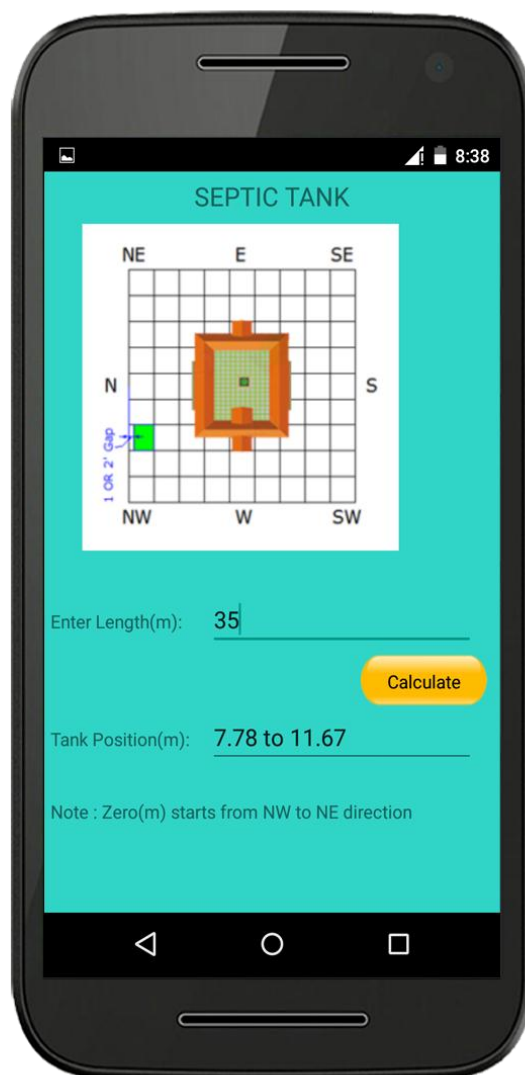 8:38
SEPTIC TANK
NE E SE
N S
1 OR 2' Gap
NW W SW
Enter Length(m): 35
Calculate
Tank Position(m): 7.78 to 11.67
Note : Zero(m) starts from NW to NE direction